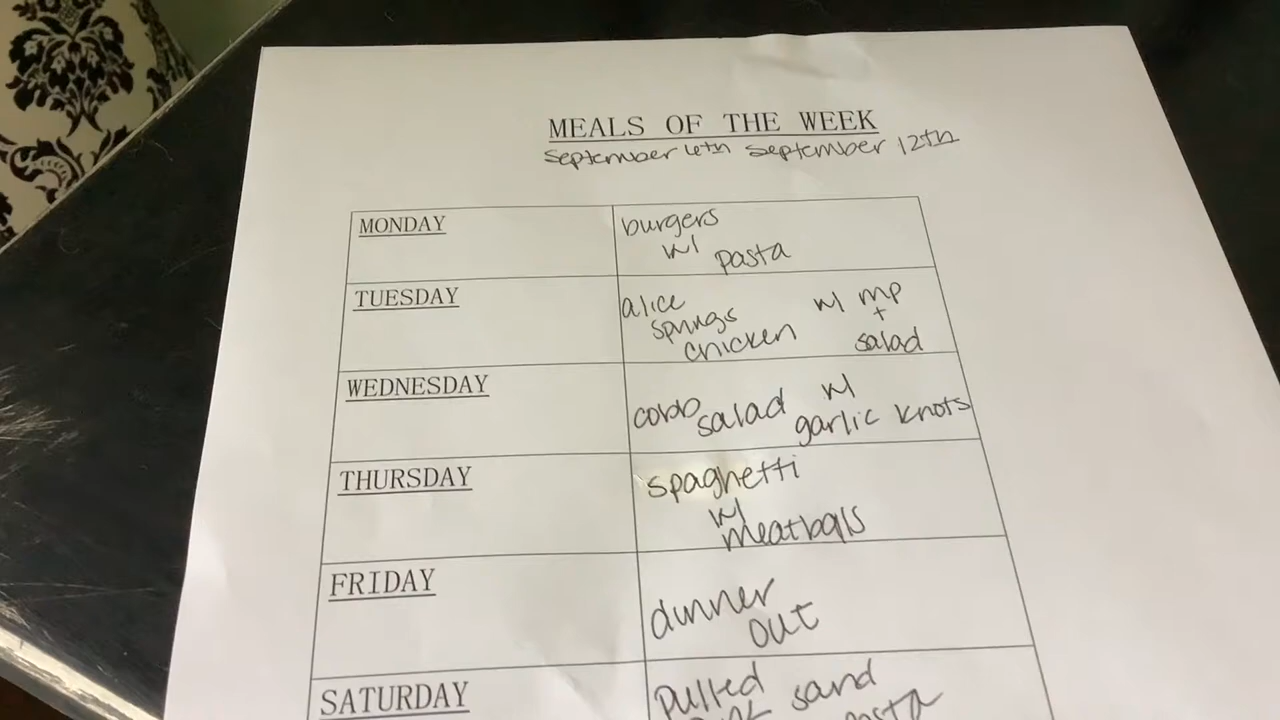 MEALS OF THE WEEK
September 6th September 12th
MONDAY
burgers
w/
pasta
TUESDAY
alice
springs
chicken
w/ mp
+
salad
WEDNESDAY
cobb salad w/
garlic knots
THURSDAY
spaghetti
w/
meatballs
FRIDAY
dinner
out
SATURDAY
pulled sand
pasta